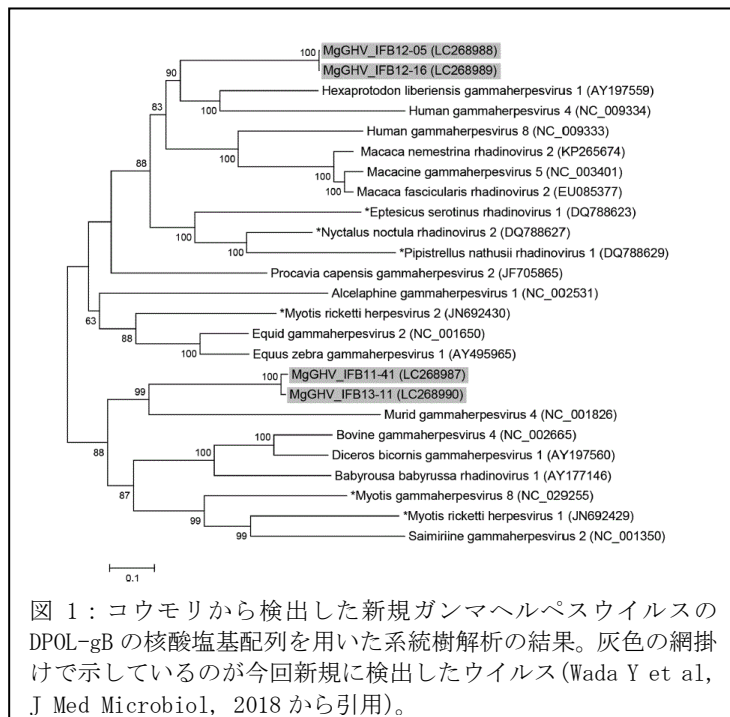 100
MgGHV_IFB12-05 (LC268988)
MgGHV_IFB12-16 (LC268989)
90
Hexaprotodon liberiensis gammaherpesvirus 1 (AY197559)
100
Human gammaherpesvirus 4 (NC_009334)
83
Human gammaherpesvirus 8 (NC_009333)
100
Macaca nemestrina rhadinovirus 2 (KP265674)
100
Macacine gammaherpesvirus 5 (NC_003401)
100
Macaca fascicularis rhadinovirus 2 (EU085377)
88
*Eptesicus serotinus rhadinovirus 1 (DQ788623)
100
*Nyctalus noctula rhadinovirus 2 (DQ788627)
100
*Pipistrellus nathusii rhadinovirus 1 (DQ788629)
Procavia capensis gammaherpesvirus 2 (JF705865)
Alcelaphine gammaherpesvirus 1 (NC_002531)
63
*Myotis ricketti herpesvirus 2 (JN692430)
88
Equid gammaherpesvirus 2 (NC_001650)
100
Equus zebra gammaherpesvirus 1 (AY495965)
100
MgGHV_IFB11-41 (LC268987)
MgGHV_IFB13-11 (LC268990)
99
Murid gammaherpesvirus 4 (NC_001826)
88
Bovine gammaherpesvirus 4 (NC_002665)
100
Diceros bicornis gammaherpesvirus 1 (AY197560)
100
Babyrousa babyrussa rhadinovirus 1 (AY177146)
87
*Myotis gammaherpesvirus 8 (NC_029255)
99
*Myotis ricketti herpesvirus 1 (JN692429)
99
Saimiriine gammaherpesvirus 2 (NC_001350)
0.1
図 1：コウモリから検出した新規ガンマヘルペスウイルスの
DPOL-gB の核酸塩基配列を用いた系統樹解析の結果。灰色の網掛
けで示しているのが今回新規に検出したウイルス(Wada Y et al,
J Med Microbiol, 2018 から引用)。